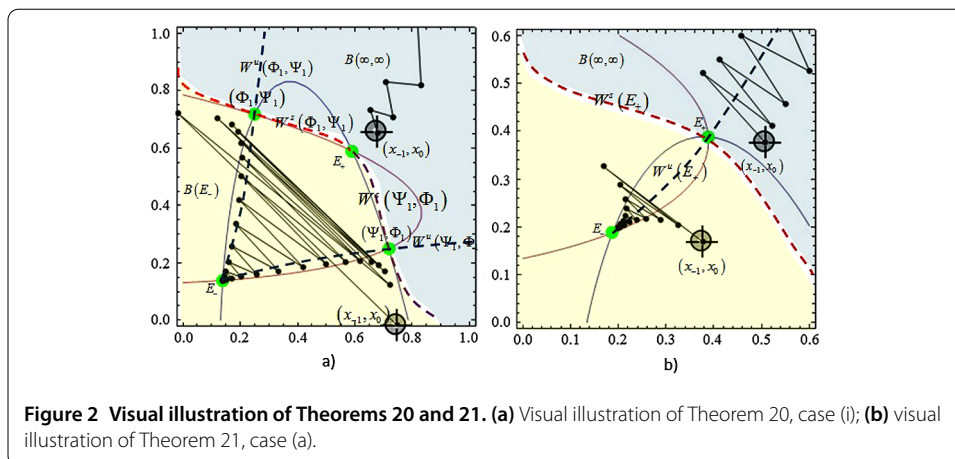 1.0
0.8
0.6
0.4
0.2
0.0
W^u(Φ_1,Ψ_1)
B(∞,∞)
(Φ_1,Ψ_1)
W^s(Φ_1,Ψ_1)
(x_{-1}, x_0)
E_+
B(E_-)
W^s(Ψ_1,Φ_1)
(Ψ_1,Φ_1)
W^u(Ψ_1,Φ
E_-
(x_{-1}, x_0)
0.0 0.2 0.4 0.6 0.8 1.0
a)
0.6
0.5
0.4
0.3
0.2
0.1
0.0
B(∞,∞)
W^s(E_+)
E_+
(x_{-1}, x_0)
W^u(E_+)
E_
(x_{-1}, x_0)
0.0 0.1 0.2 0.3 0.4 0.5 0.6
b)
Figure 2 Visual illustration of Theorems 20 and 21. (a) Visual illustration of Theorem 20, case (i); (b) visual
illustration of Theorem 21, case (a).